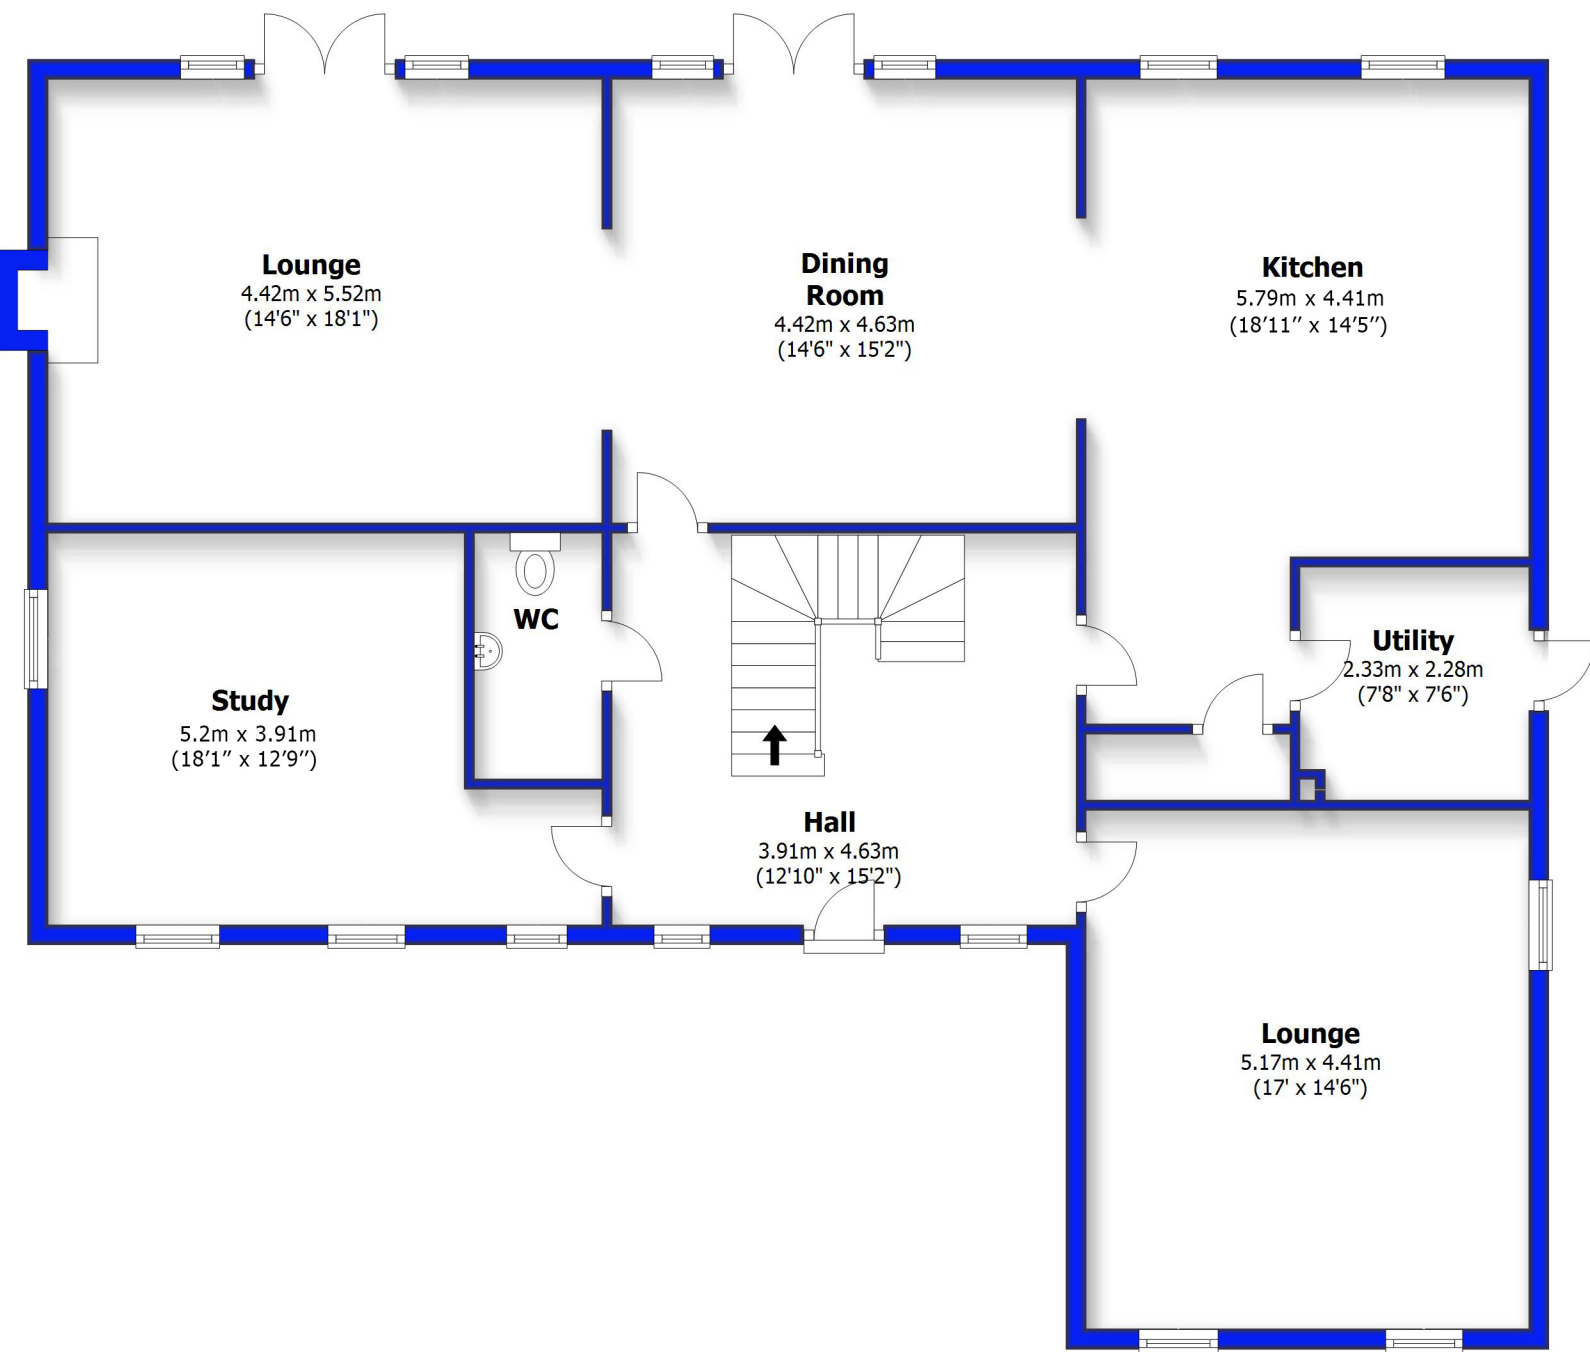 Lounge
4.42m x 5.52m
(14'6" x 18'1")
Dining
Room
4.42m x 4.63m
(14'6" x 15'2")
Kitchen
5.79m x 4.41m
(18′11″ x 14′5″)
WC
Utility
2.33m x 2.28m
(7'8" x 7'6")
Study
5.2m x 3.91m
(18′1″ x 12′9″)
Hall
3.91m x 4.63m
(12'10" x 15'2")
Lounge
5.17m x 4.41m
(17' x 14'6")